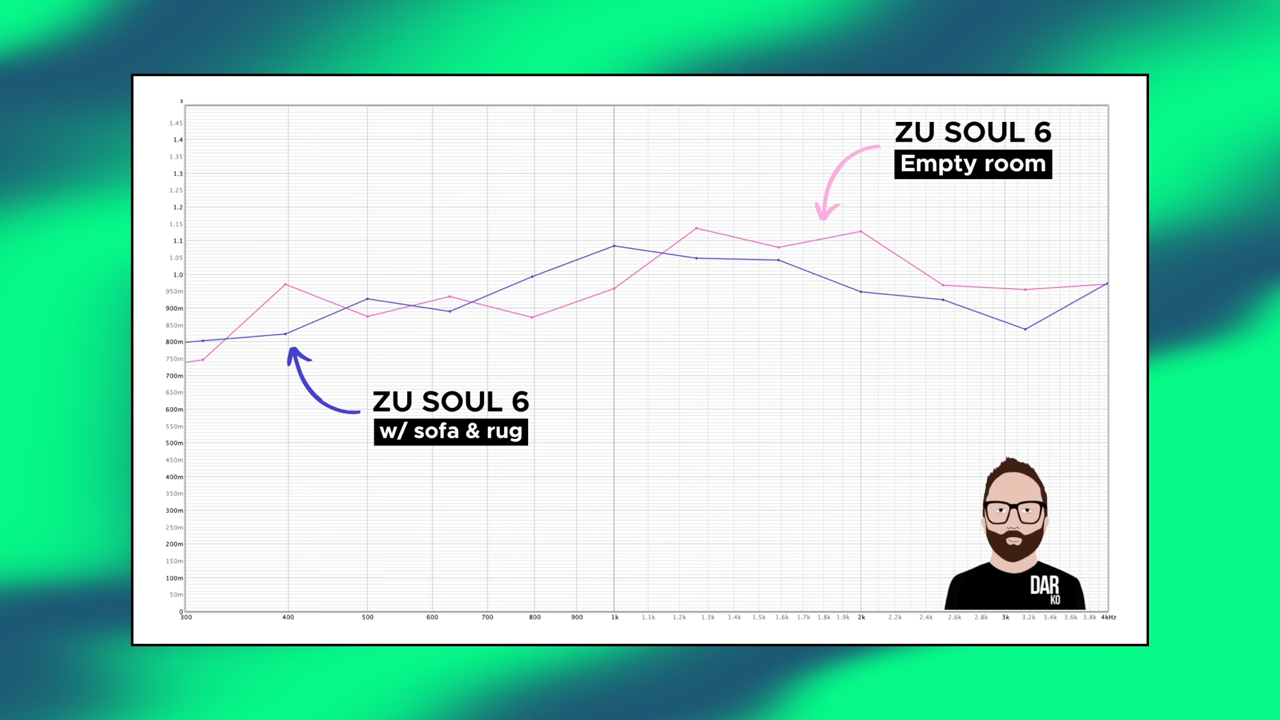 s
1.45
1.4
1.35
1.3
1.25
1.2
1.15
1.1
1.05
1.0
950m
900m
850m
800m
750m
700m
650m
600m
550m
500m
450m
400m
350m
300m
250m
200m
150m
100m
50m
0
300 400 500 600 700 800 900 1k 1.1k 1.2k 1.3k 1.4k 1.5k 1.6k 1.7k 1.8k 1.9k 2k 2.2k 2.4k 2.6k 2.8k 3k 3.2k 3.4k 3.6k 3.8k 4kHz
ZU SOUL 6
Empty room
ZU SOUL 6
w/ sofa & rug
DAR
KO